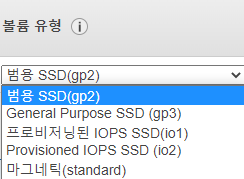 볼륨 유형
범용 SSD(gp2)
범용 SSD(gp2)
General Purpose SSD (gp3)
프로비저닝된 IOPS SSD(io1)
Provisioned IOPS SSD (io2)
마그네틱(standard)